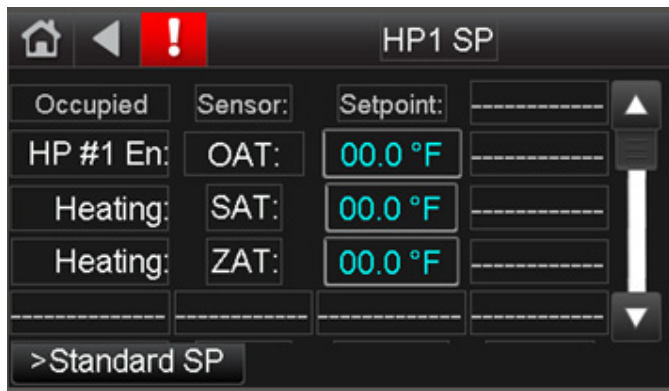 ! HP1 SP
Occupied Sensor: Setpoint: -----------
HP #1 En: OAT: 00.0 °F -----------
Heating: SAT: 00.0 °F -----------
Heating: ZAT: 00.0 °F -----------
------------- ----------- ------------ -----------
>Standard SP